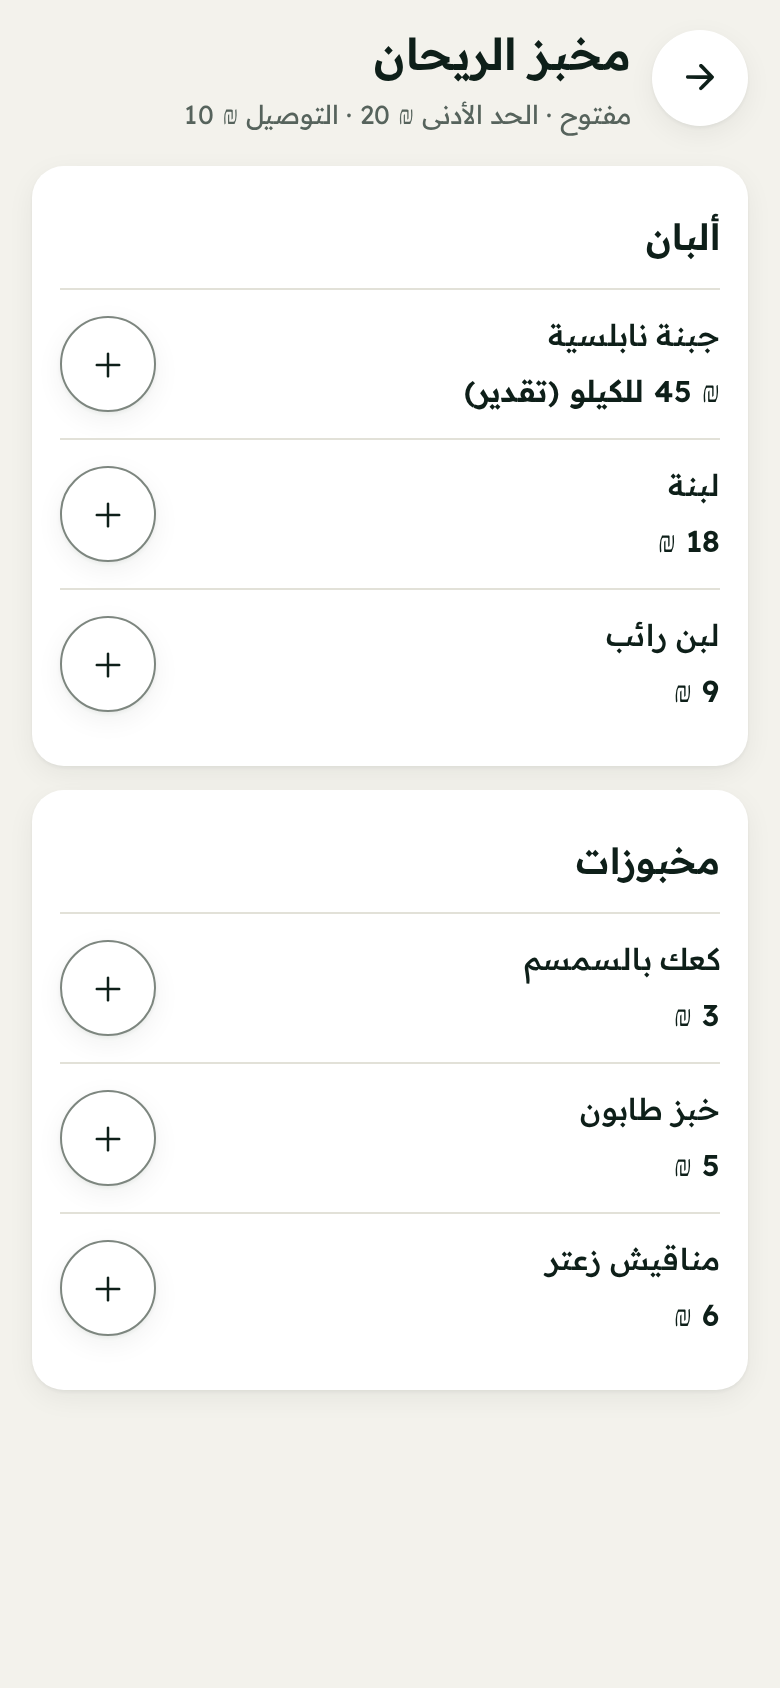 مخبز الريحان
مفتوح · الحد الأدنى ₪ 20 · التوصيل ₪ 10
ألبان
جبنة نابلسية
₪ 45 للكيلو (تقدير)
لبنة
18 ₪
لبن رائب
9 ₪
مخبوزات
كعك بالسمسم
3 ₪
خبز طابون
5 ₪
مناقيش زعتر
6 ₪